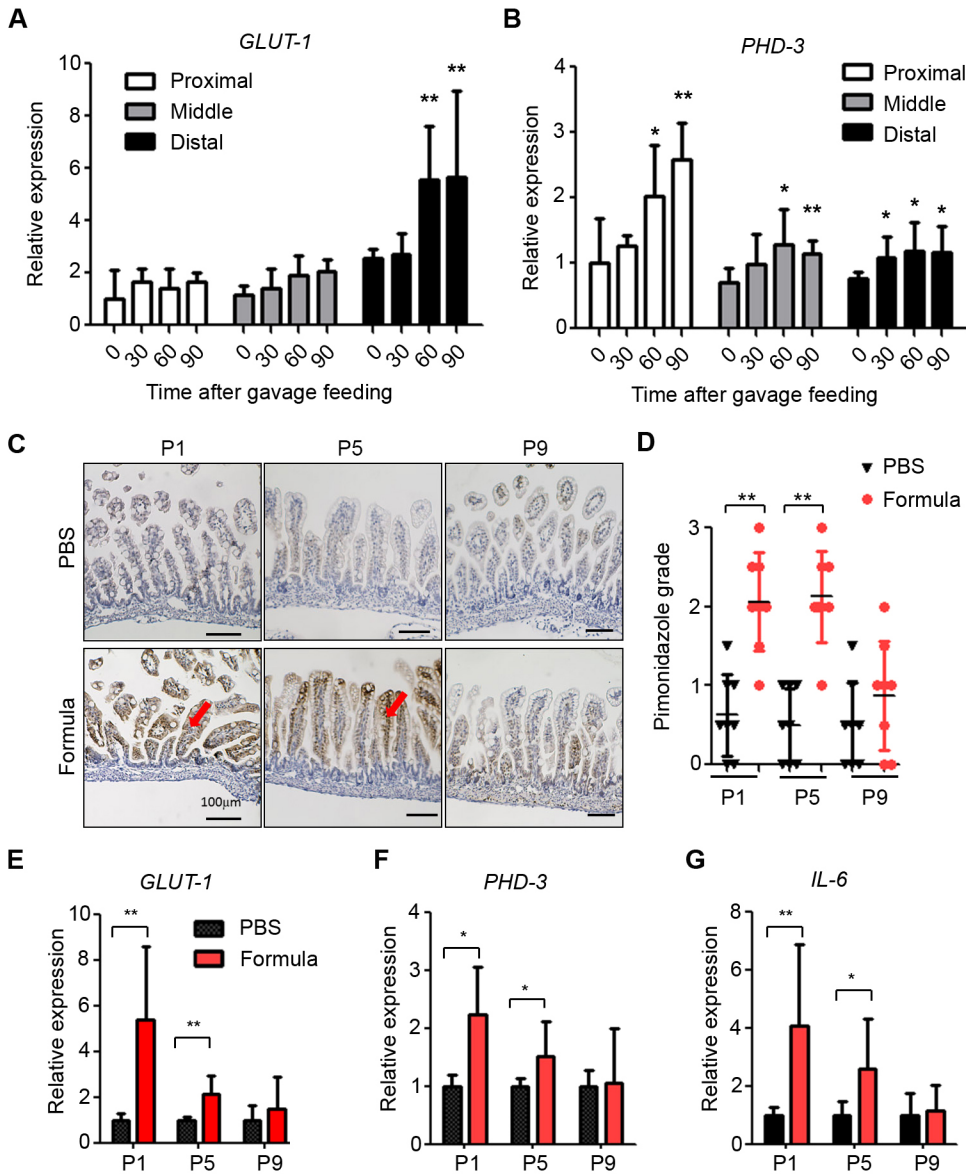 A
GLUT-1
Relative expression
10
8
6
4
2
0
Proximal
Middle
Distal
** **
0 30 60 90 0 30 60 90 0 30 60 90
Time after gavage feeding
B
PHD-3
Relative expression
4
3
2
1
0
Proximal
Middle
Distal
* ** * ** * * *
0 30 60 90 0 30 60 90 0 30 60 90
Time after gavage feeding
C
P1 P5 P9
PBS
Formula
100µm
D
PBS
Formula
** **
Pimonidazole grade
3
2
1
0
P1 P5 P9
E
GLUT-1
Relative expression
10
8
6
4
2
0
PBS
Formula
** **
P1 P5 P9
F
PHD-3
Relative expression
4
3
2
1
0
* *
P1 P5 P9
G
IL-6
Relative expression
8
6
4
2
0
** *
P1 P5 P9